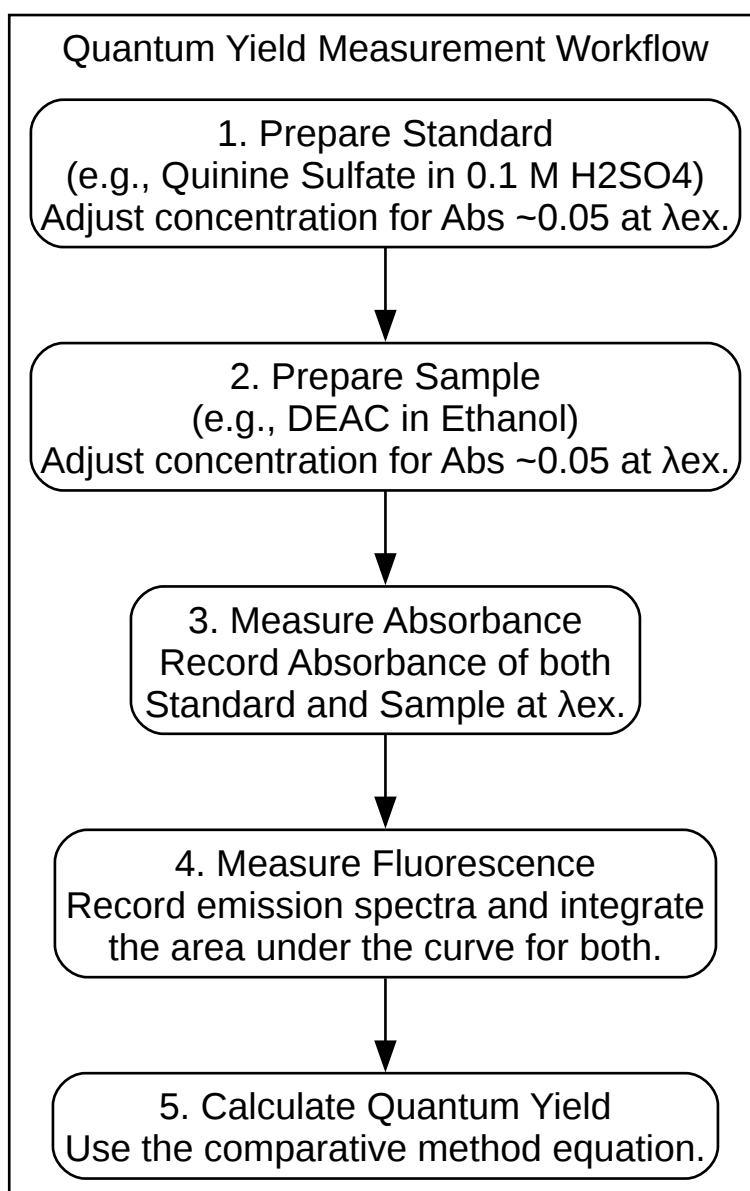 Quantum Yield Measurement Workflow
1. Prepare Standard
(e.g., Quinine Sulfate in 0.1 M H2SO4)
Adjust concentration for Abs ~0.05 at λex.
2. Prepare Sample
(e.g., DEAC in Ethanol)
Adjust concentration for Abs ~0.05 at λex.
3. Measure Absorbance
Record Absorbance of both
Standard and Sample at λex.
4. Measure Fluorescence
Record emission spectra and integrate
the area under the curve for both.
5. Calculate Quantum Yield
Use the comparative method equation.